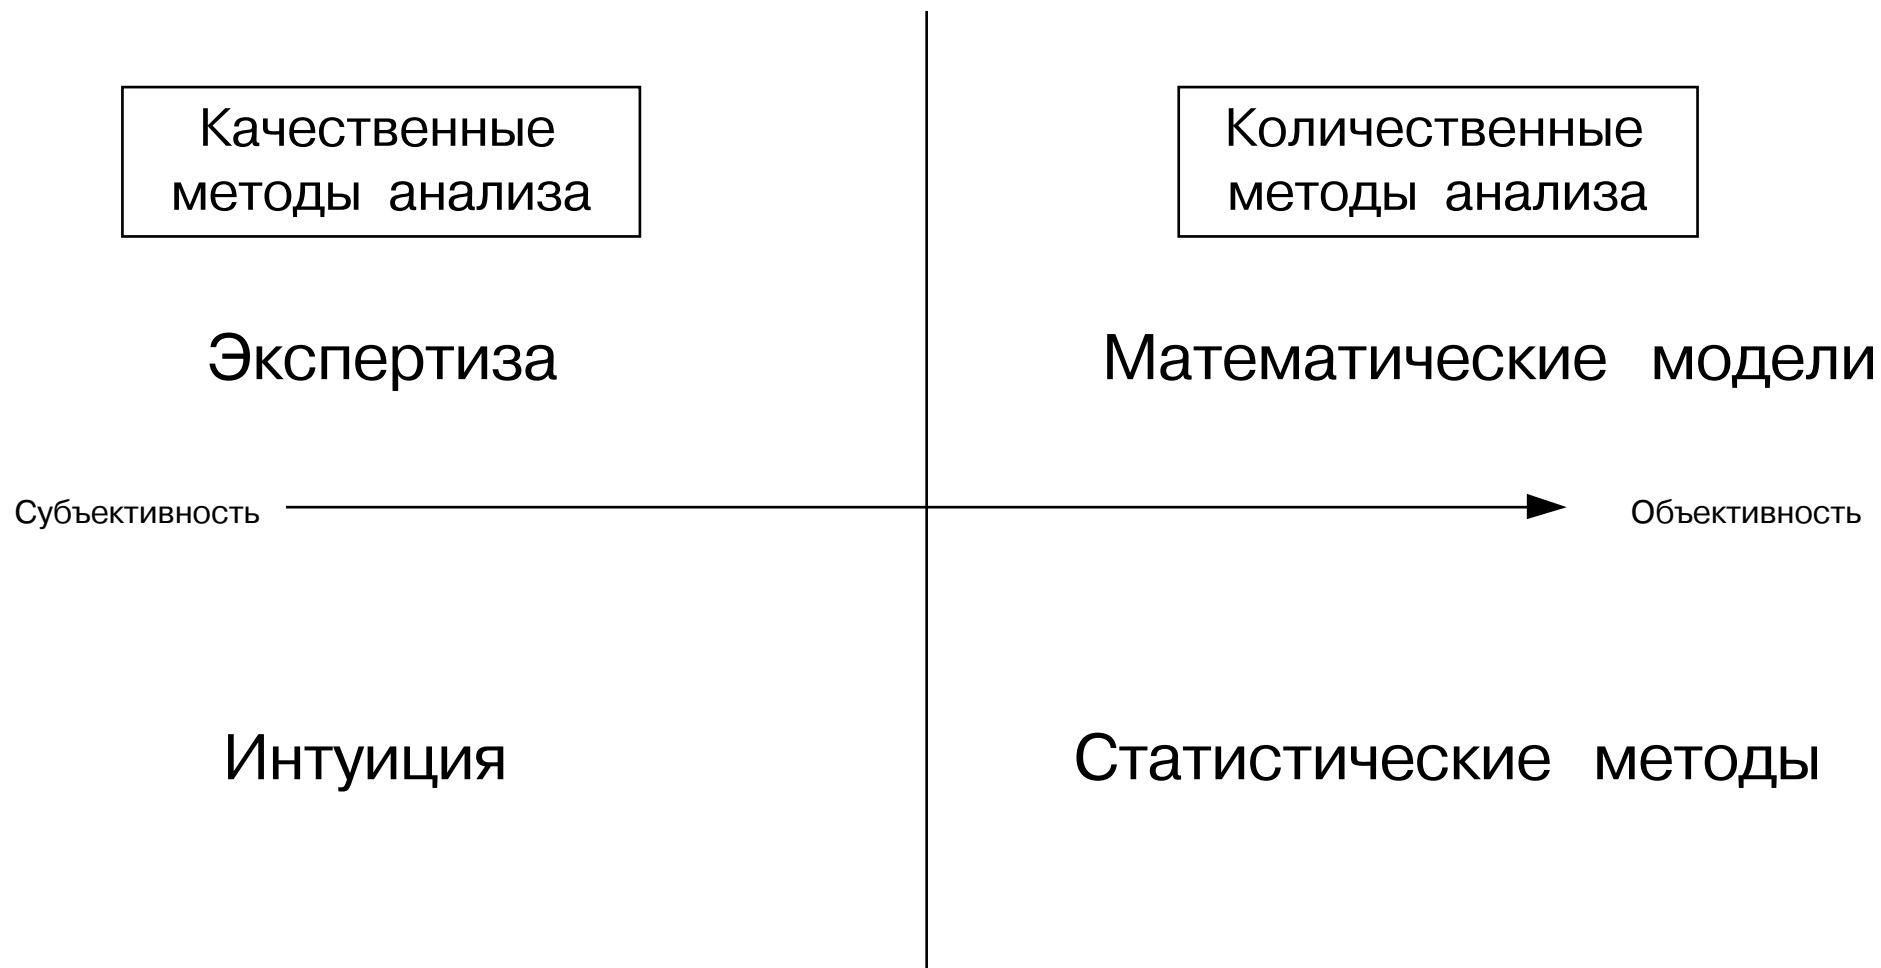 Качественные
методы анализа
Количественные
методы анализа
Экспертиза
Математические модели
Субъективность
Объективность
Интуиция
Статистические методы